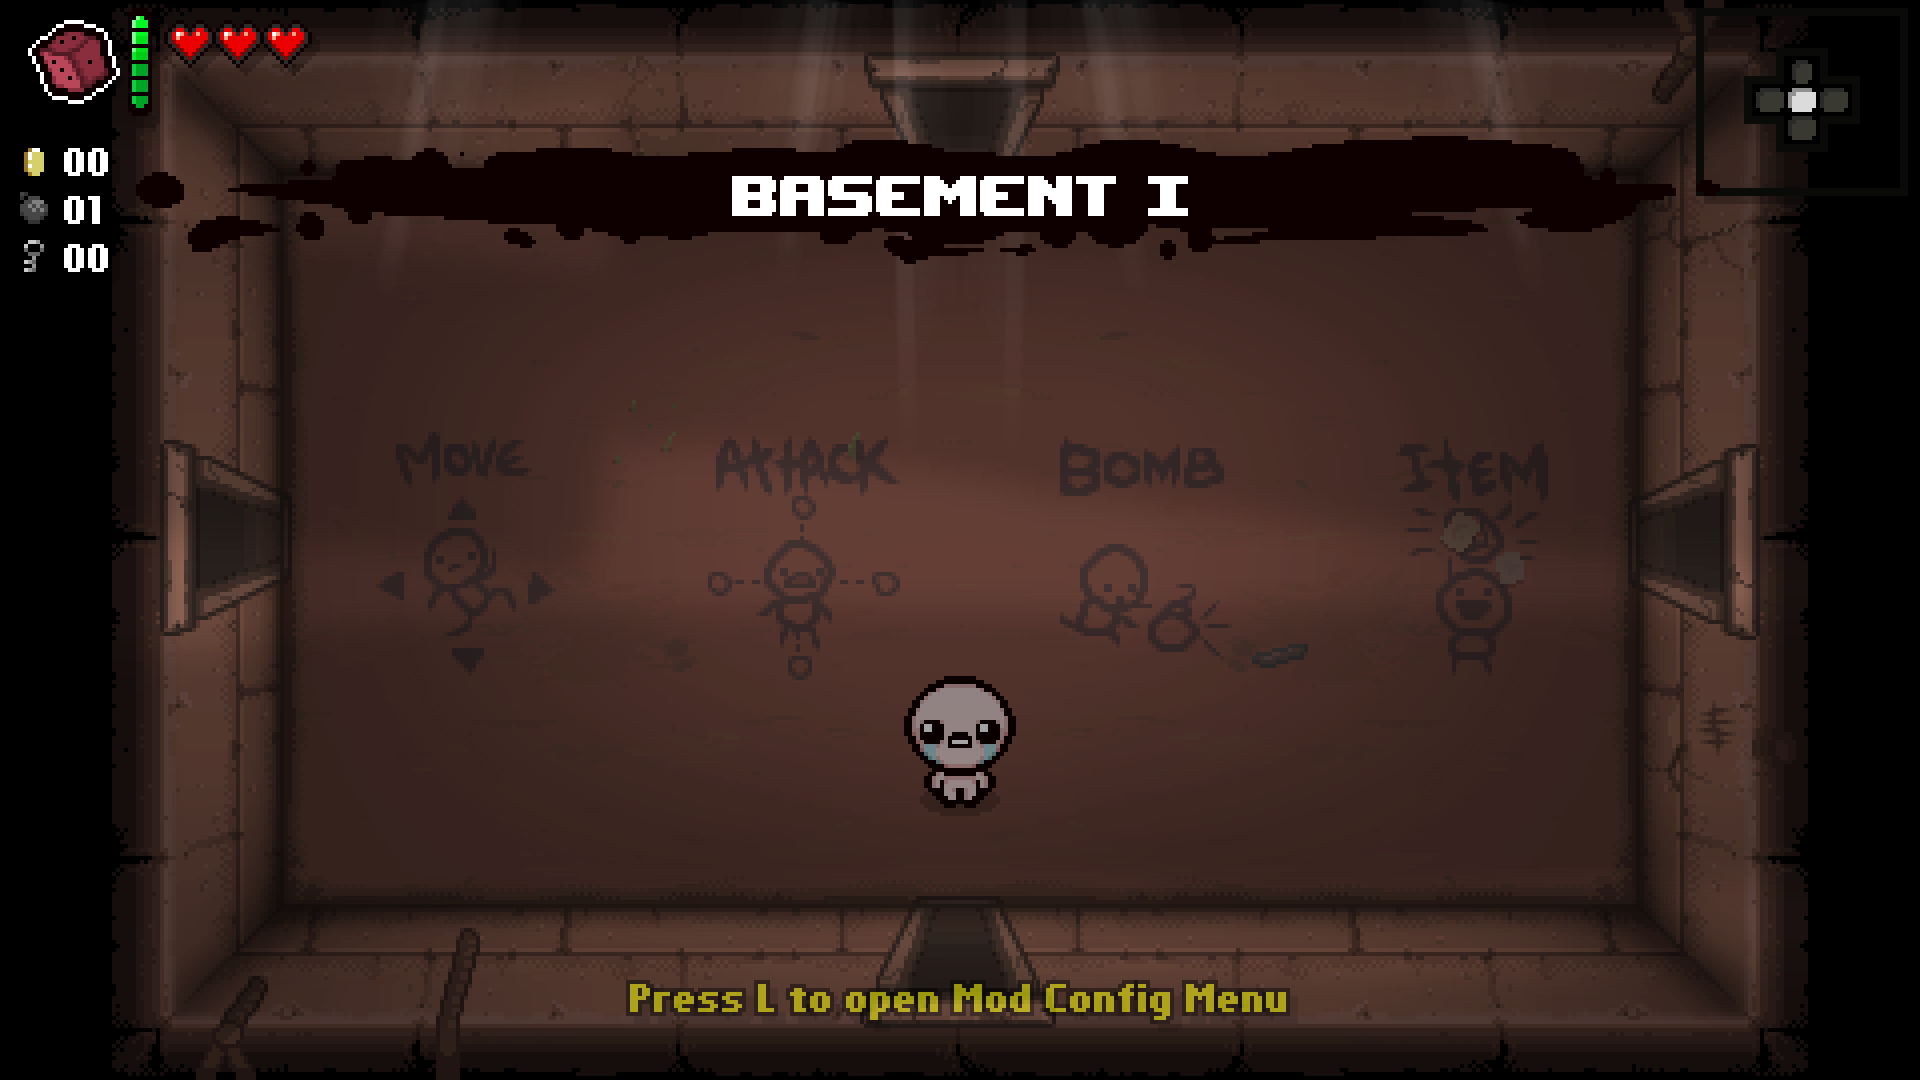 00
01
00
BASEMENT I
MOVE
ATTACK
BOMB
ITEM
Press L to open Mod Config Menu